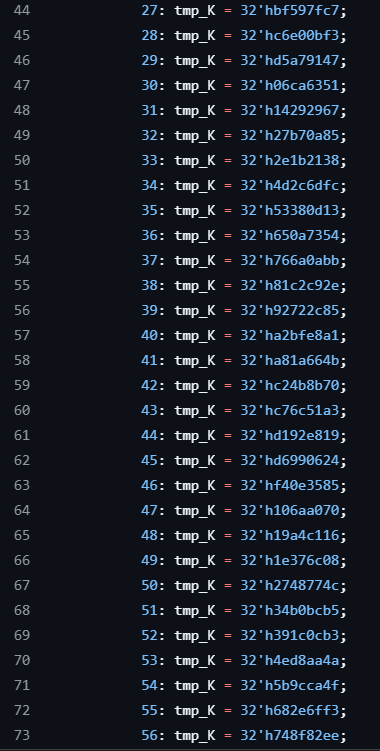 44 27: tmp_K = 32'hbf597fc7;
45 28: tmp_K = 32'hc6e00bf3;
46 29: tmp_K = 32'hd5a79147;
47 30: tmp_K = 32'h06ca6351;
48 31: tmp_K = 32'h14292967;
49 32: tmp_K = 32'h27b70a85;
50 33: tmp_K = 32'h2e1b2138;
51 34: tmp_K = 32'h4d2c6dfc;
52 35: tmp_K = 32'h53380d13;
53 36: tmp_K = 32'h650a7354;
54 37: tmp_K = 32'h766a0abb;
55 38: tmp_K = 32'h81c2c92e;
56 39: tmp_K = 32'h92722c85;
57 40: tmp_K = 32'ha2bfe8a1;
58 41: tmp_K = 32'ha81a664b;
59 42: tmp_K = 32'hc24b8b70;
60 43: tmp_K = 32'hc76c51a3;
61 44: tmp_K = 32'hd192e819;
62 45: tmp_K = 32'hd6990624;
63 46: tmp_K = 32'hf40e3585;
64 47: tmp_K = 32'h106aa070;
65 48: tmp_K = 32'h19a4c116;
66 49: tmp_K = 32'h1e376c08;
67 50: tmp_K = 32'h2748774c;
68 51: tmp_K = 32'h34b0bcb5;
69 52: tmp_K = 32'h391c0cb3;
70 53: tmp_K = 32'h4ed8aa4a;
71 54: tmp_K = 32'h5b9cca4f;
72 55: tmp_K = 32'h682e6ff3;
73 56: tmp_K = 32'h748f82ee;